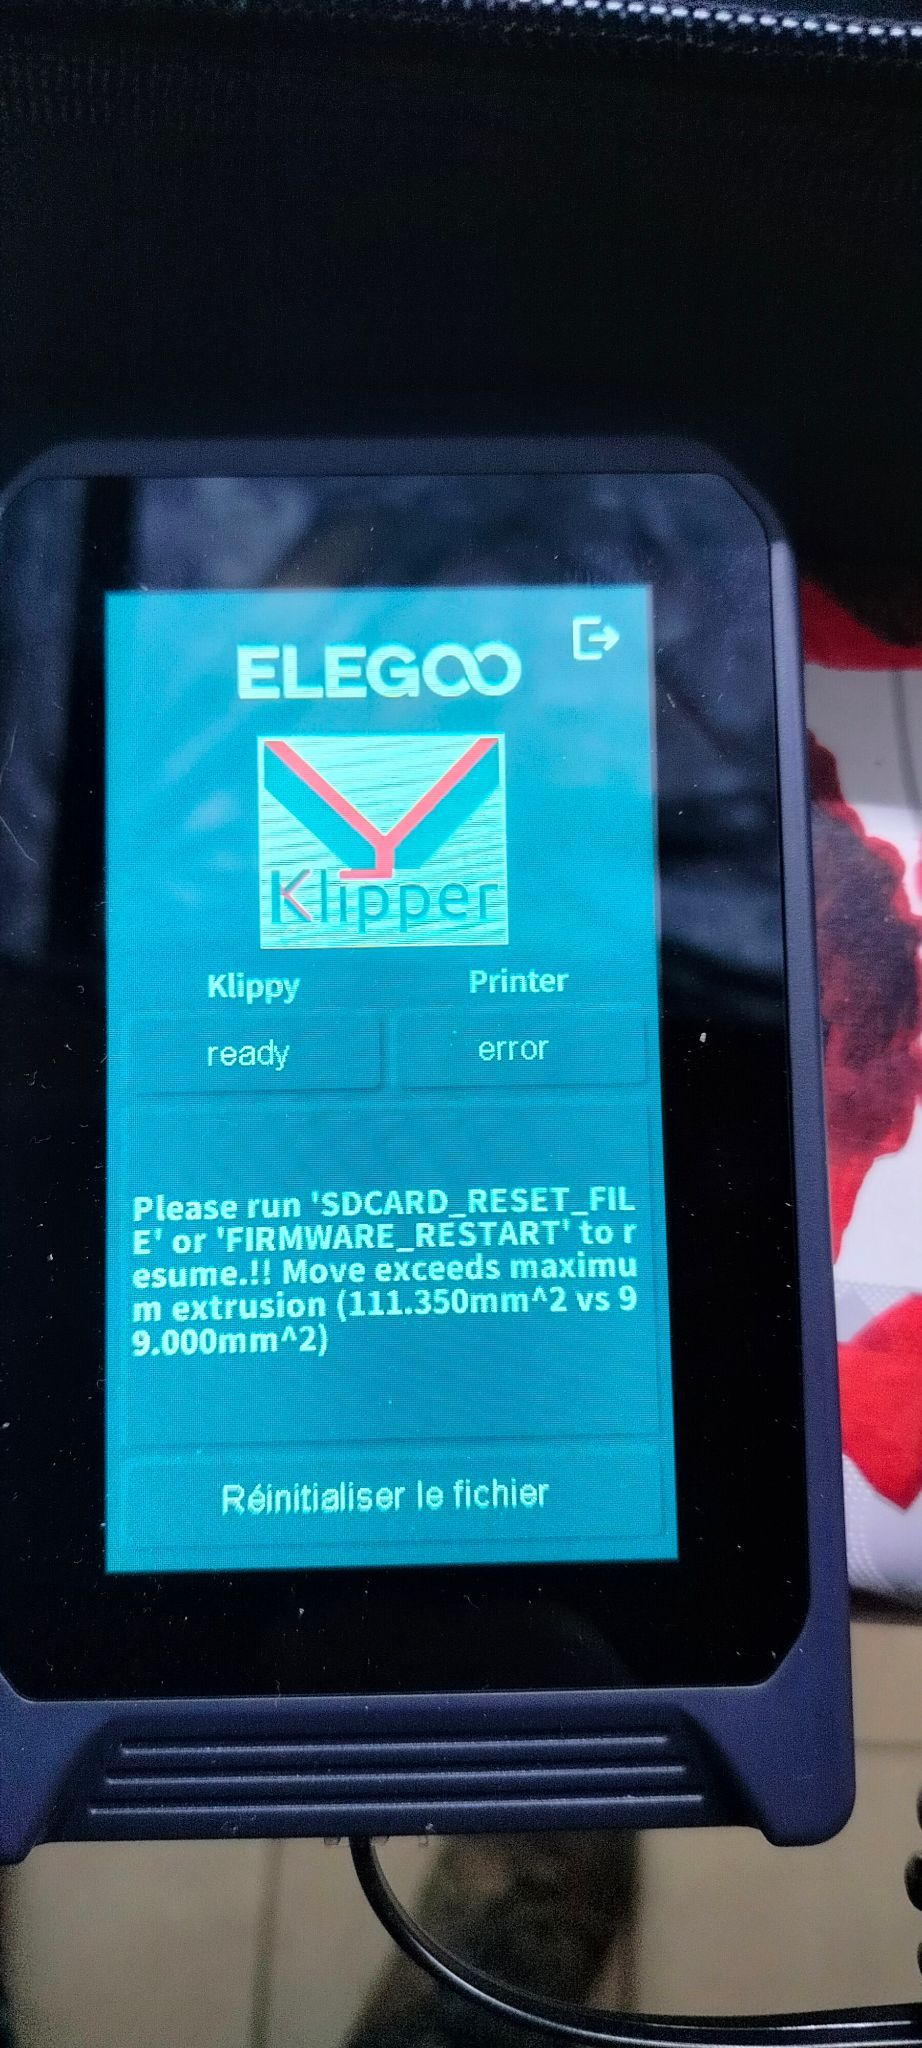 ELEGOO
Klipper
Klippy Printer
ready error
Please run 'SDCARD_RESET_FIL
E' or 'FIRMWARE_RESTART' to r
esume.!! Move exceeds maximu
m extrusion (111.350mm^2 vs 9
9.000mm^2)
Réinitialiser le fichier